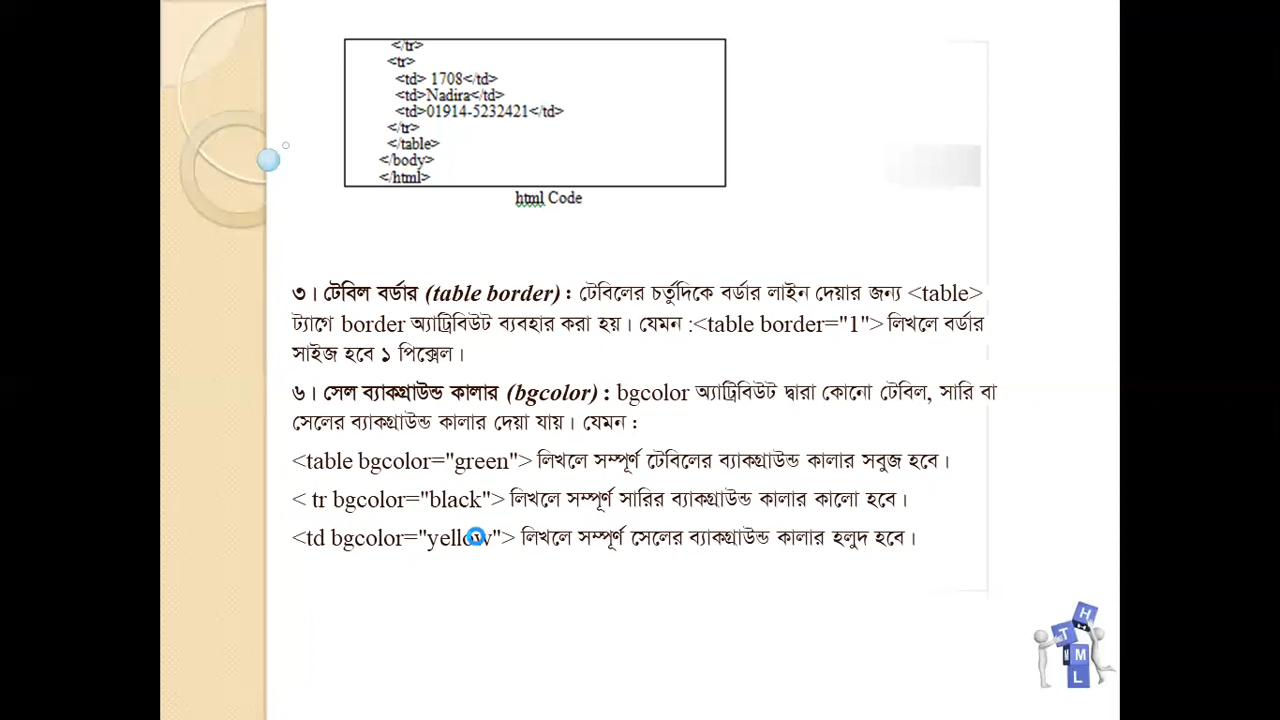 </tr>
<tr>
<td> 1708</td>
<td>Nadira</td>
<td>01914-5232421</td>
</tr>
</table>
</body>
</html>
html Code
৩। টেবিল বর্ডার (table border) : টেবিলের চর্তুদিকে বর্ডার লাইন দেয়ার জন্য <table>
ট্যাগে border অ্যাট্রিবিউট ব্যবহার করা হয়। যেমন :<table border="1"> লিখলে বর্ডার
সাইজ হবে ১ পিক্সেল।
৬। সেল ব্যাকগ্রাউন্ড কালার (bgcolor) : bgcolor অ্যাট্রিবিউট দ্বারা কোনো টেবিল, সারি বা
সেলের ব্যাকগ্রাউন্ড কালার দেয়া যায়। যেমন :
<table bgcolor="green"> লিখলে সম্পূর্ণ টেবিলের ব্যাকগ্রাউন্ড কালার সবুজ হবে।
< tr bgcolor="black"> লিখলে সম্পূর্ণ সারির ব্যাকগ্রাউন্ড কালার কালো হবে।
<td bgcolor="yellow"> লিখলে সম্পূর্ণ সেলের ব্যাকগ্রাউন্ড কালার হলুদ হবে।
H
T
M
L